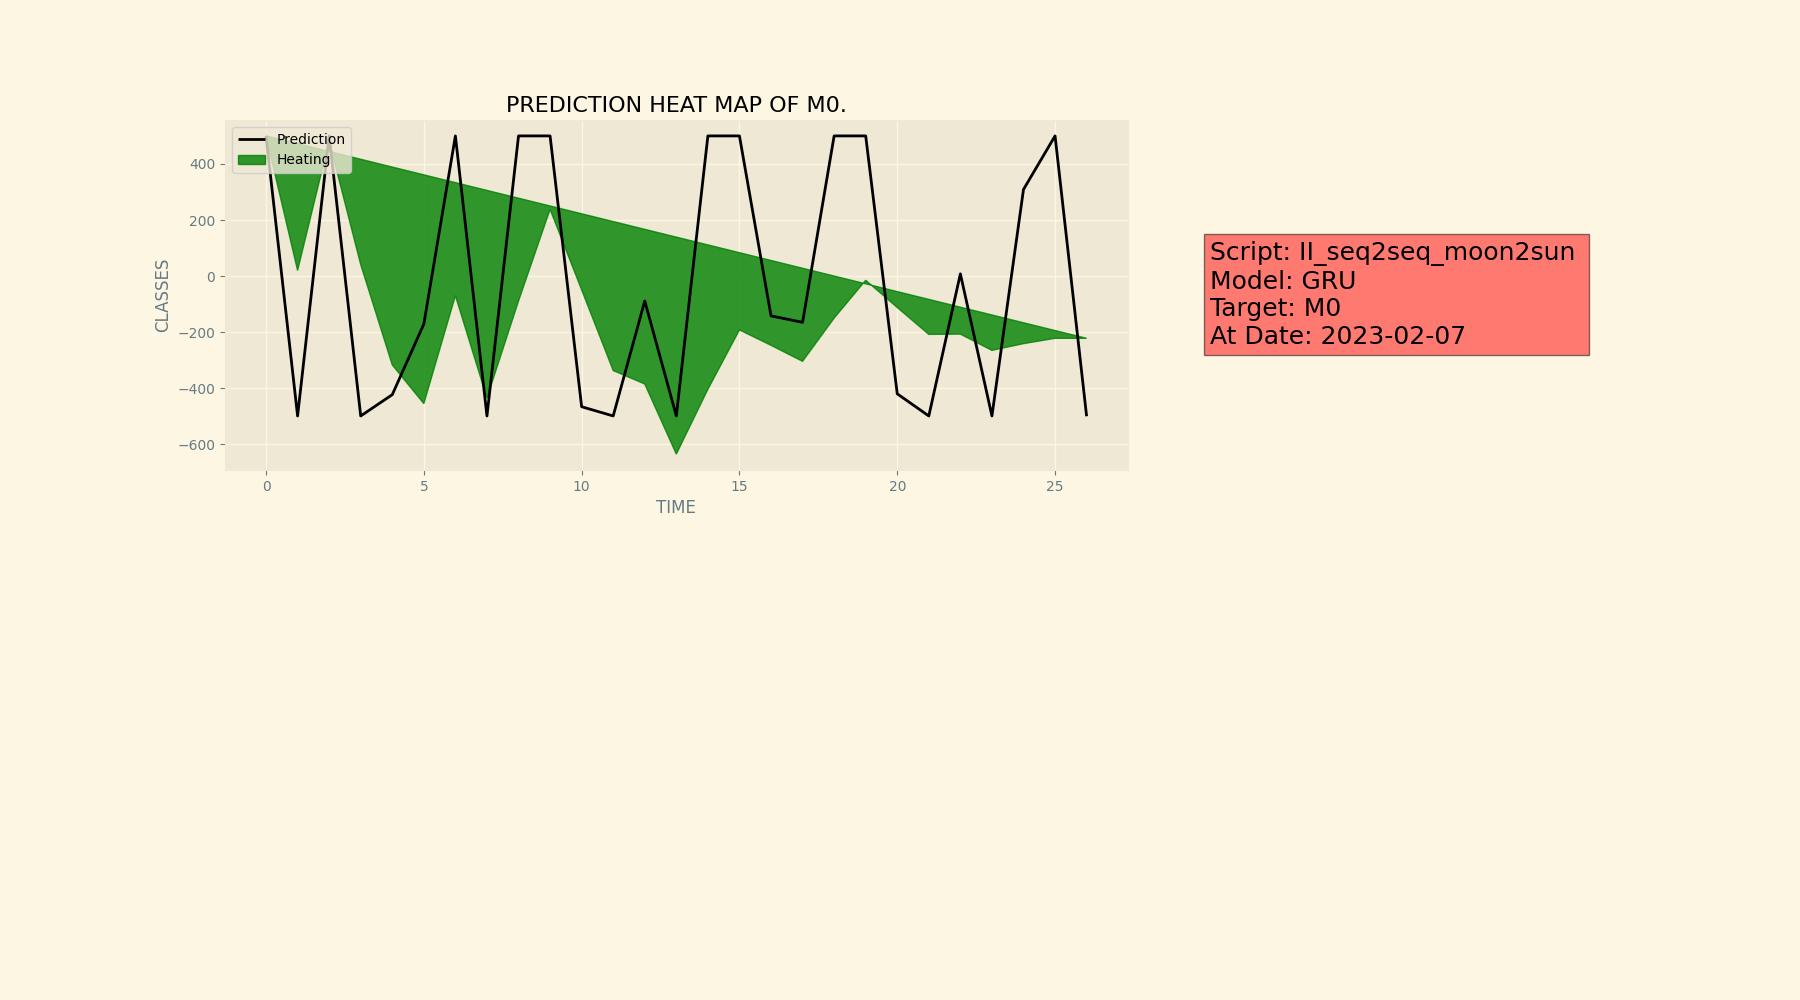 PREDICTION HEAT MAP OF M0.
Prediction
Heating
400
200
0
−200
−400
−600
CLASSES
0 5 10 15 20 25
TIME
Script: II_seq2seq_moon2sun
Model: GRU
Target: M0
At Date: 2023-02-07